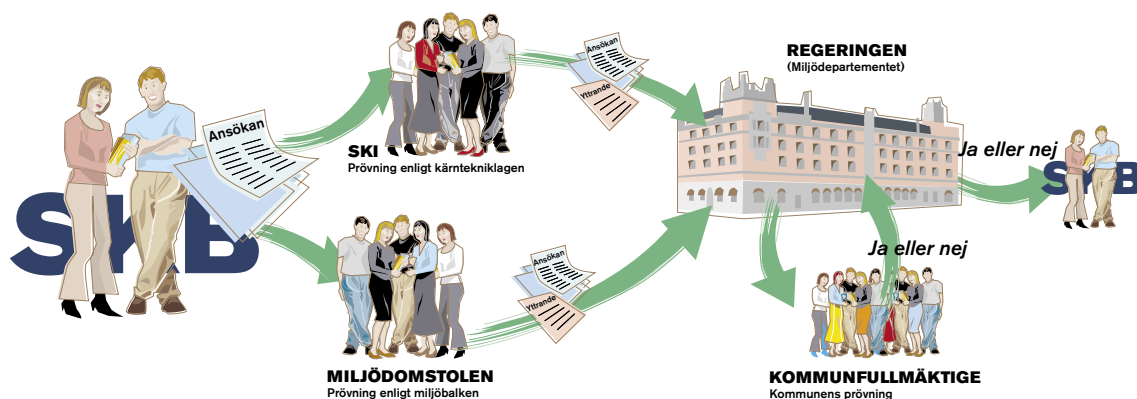 SKB
Ansökan
SKI
Prövning enligt kärntekniklagen
Ansökan
Yttrande
MILJÖDOMSTOLEN
Prövning enligt miljöbalken
Ansökan
Yttrande
REGERINGEN
(Miljödepartementet)
Ja eller nej
KOMMUNFULLMÄKTIGE
Kommunens prövning
Ja eller nej
SKB